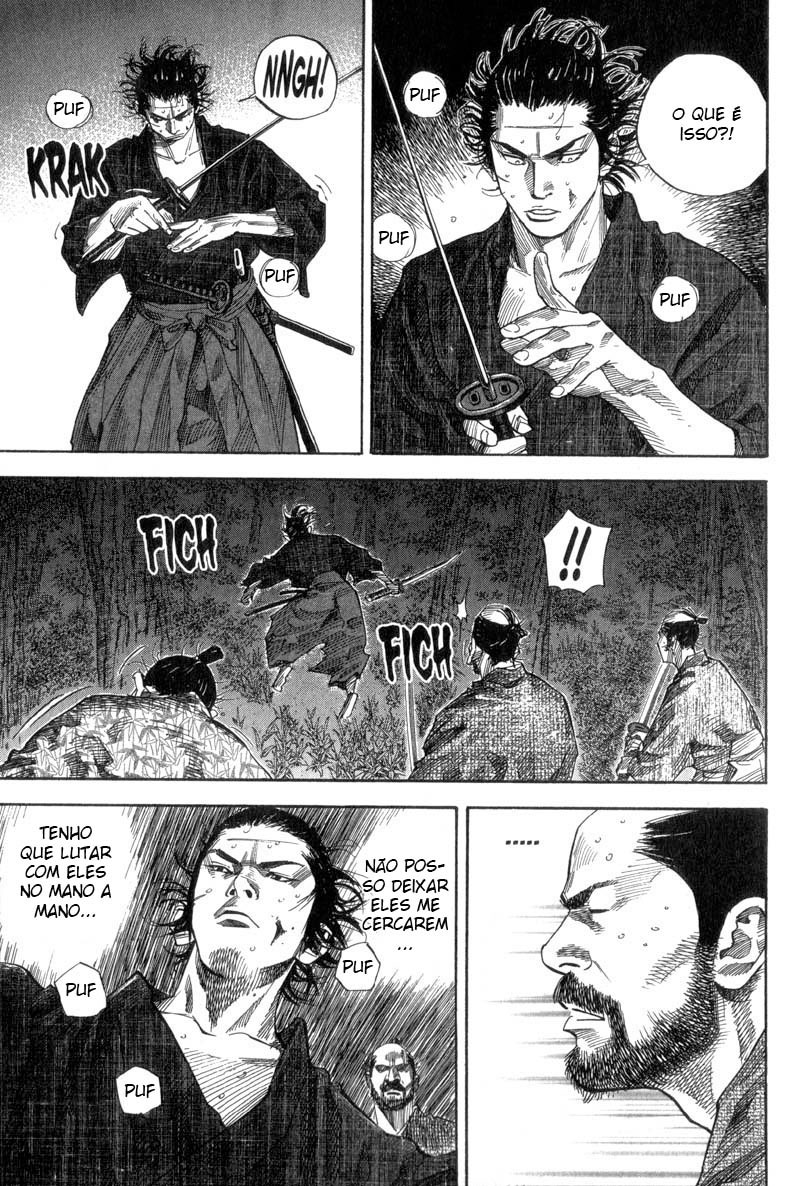 PUF
O QUE É
ISSO?!
PUF
PUF
NNGH!
PUF
KRAK
PUF
!!
FICH
FICH
.....
NÃO POS-
SO DEIXAR
ELES ME
CERCAREM
...
TENHO
QUE LUTAR
COM ELES
NO MANO A
MANO...
PUF
PUF
PUF